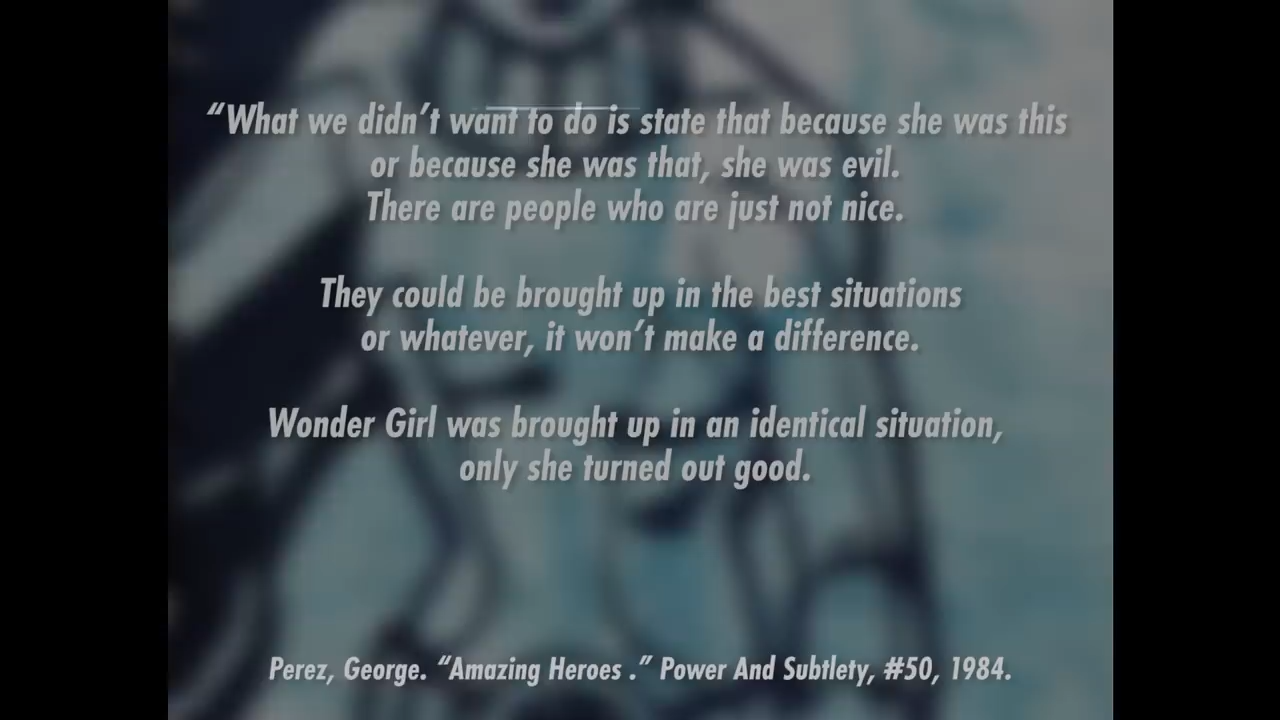 “What we didn’t want to do is state that because she was this
or because she was that, she was evil.
There are people who are just not nice.
They could be brought up in the best situations
or whatever, it won’t make a difference.
Wonder Girl was brought up in an identical situation,
only she turned out good.
Perez, George. “Amazing Heroes .” Power And Subtlety, #50, 1984.